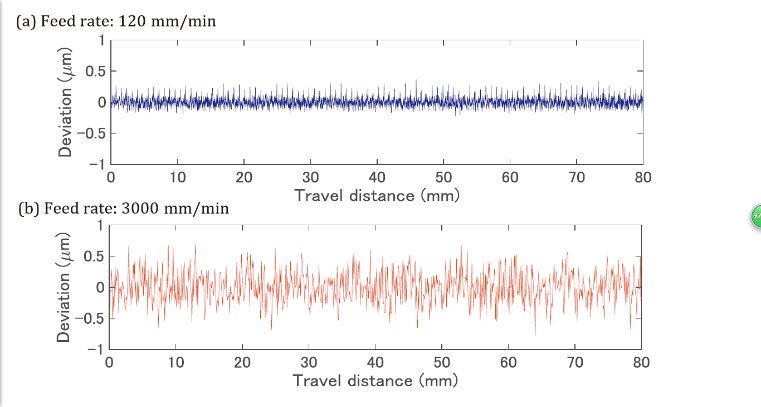 (a) Feed rate: 120 mm/min
1
0.5
0
−0.5
−1
Deviation (μm)
0 10 20 30 40 50 60 70 80
Travel distance (mm)
(b) Feed rate: 3000 mm/min
1
0.5
0
−0.5
−1
Deviation (μm)
0 10 20 30 40 50 60 70 80
Travel distance (mm)